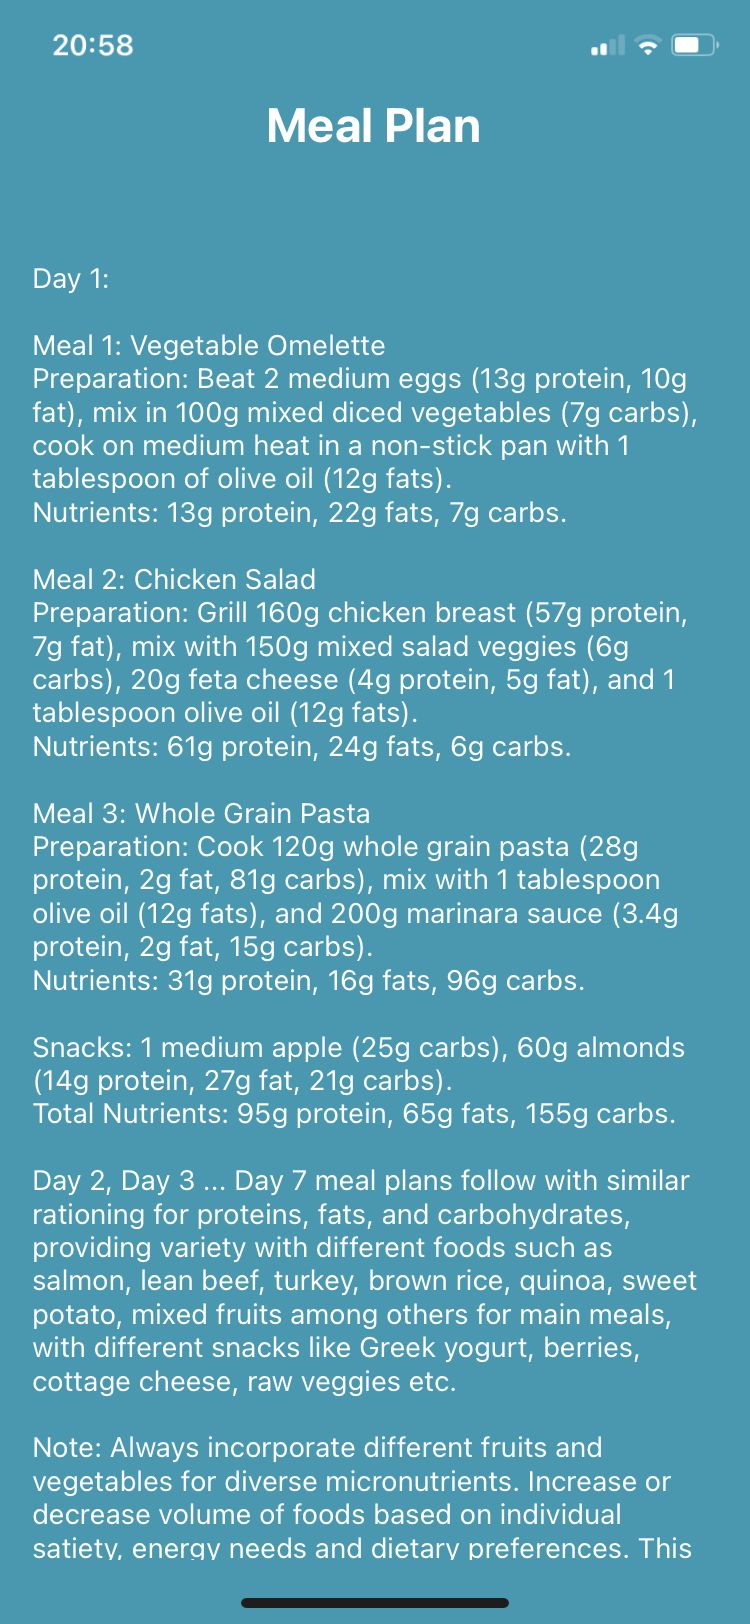 20:58
Meal Plan
Day 1:
Meal 1: Vegetable Omelette
Preparation: Beat 2 medium eggs (13g protein, 10g
fat), mix in 100g mixed diced vegetables (7g carbs),
cook on medium heat in a non-stick pan with 1
tablespoon of olive oil (12g fats).
Nutrients: 13g protein, 22g fats, 7g carbs.
Meal 2: Chicken Salad
Preparation: Grill 160g chicken breast (57g protein,
7g fat), mix with 150g mixed salad veggies (6g
carbs), 20g feta cheese (4g protein, 5g fat), and 1
tablespoon olive oil (12g fats).
Nutrients: 61g protein, 24g fats, 6g carbs.
Meal 3: Whole Grain Pasta
Preparation: Cook 120g whole grain pasta (28g
protein, 2g fat, 81g carbs), mix with 1 tablespoon
olive oil (12g fats), and 200g marinara sauce (3.4g
protein, 2g fat, 15g carbs).
Nutrients: 31g protein, 16g fats, 96g carbs.
Snacks: 1 medium apple (25g carbs), 60g almonds
(14g protein, 27g fat, 21g carbs).
Total Nutrients: 95g protein, 65g fats, 155g carbs.
Day 2, Day 3 ... Day 7 meal plans follow with similar
rationing for proteins, fats, and carbohydrates,
providing variety with different foods such as
salmon, lean beef, turkey, brown rice, quinoa, sweet
potato, mixed fruits among others for main meals,
with different snacks like Greek yogurt, berries,
cottage cheese, raw veggies etc.
Note: Always incorporate different fruits and
vegetables for diverse micronutrients. Increase or
decrease volume of foods based on individual
satiety, energy needs and dietary preferences. This